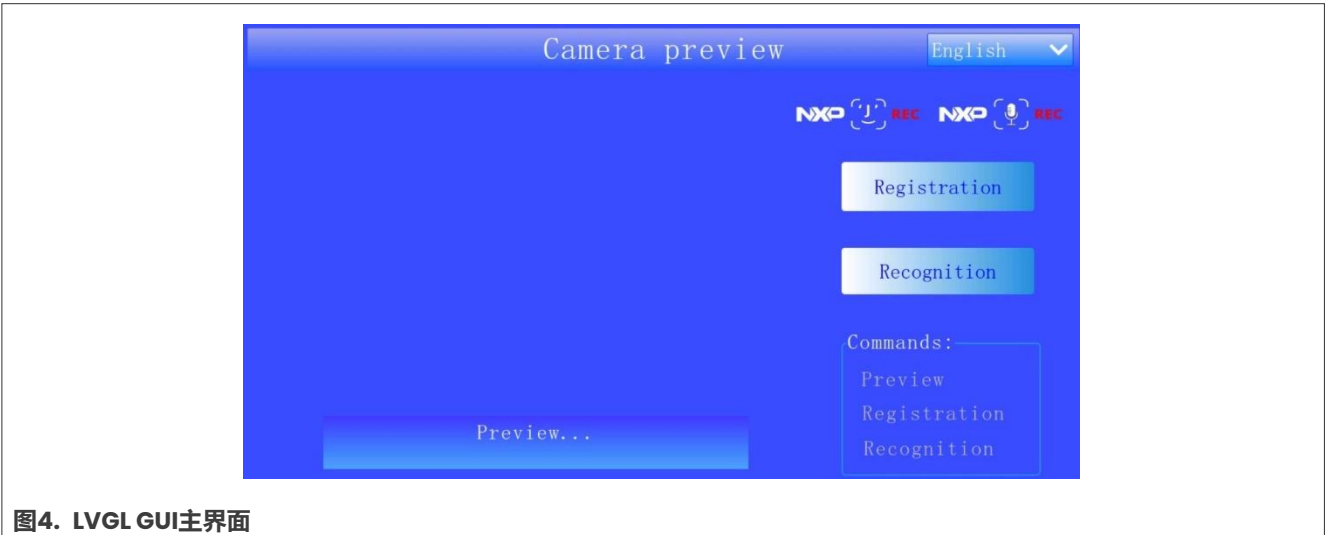 Camera preview
English
NXP REC NXP REC
Registration
Recognition
Commands:
Preview
Registration
Recognition
Preview...
图4. LVGL GUI主界面